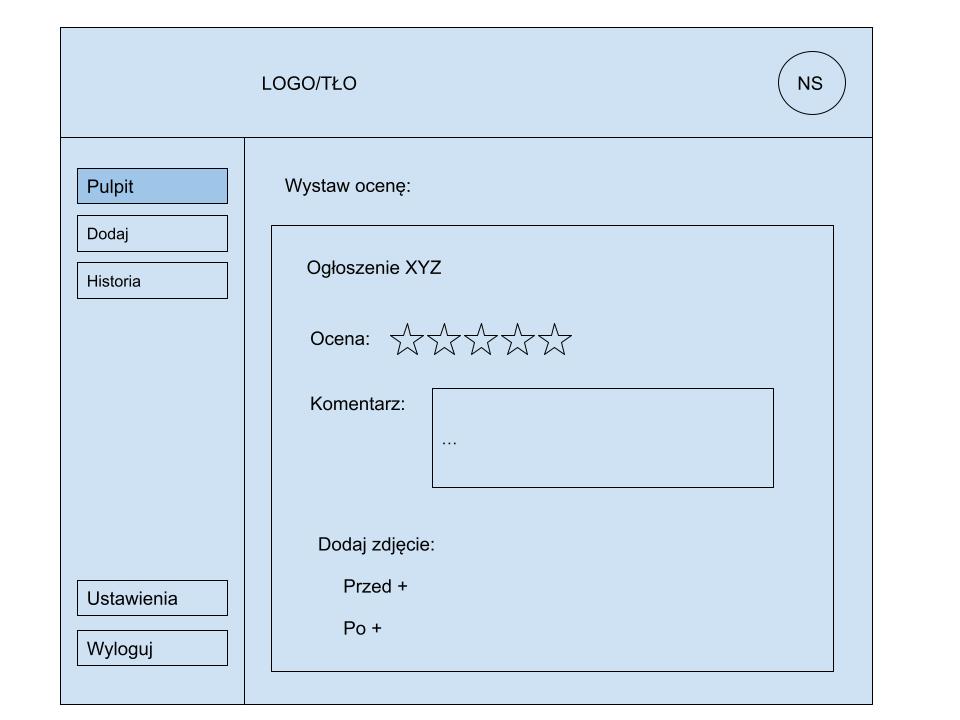 LOGO/TŁO
NS
Pulpit
Dodaj
Historia
Ustawienia
Wyloguj
Wystaw ocenę:
Ogłoszenie XYZ
Ocena:
Komentarz:
...
Dodaj zdjęcie:
Przed +
Po +